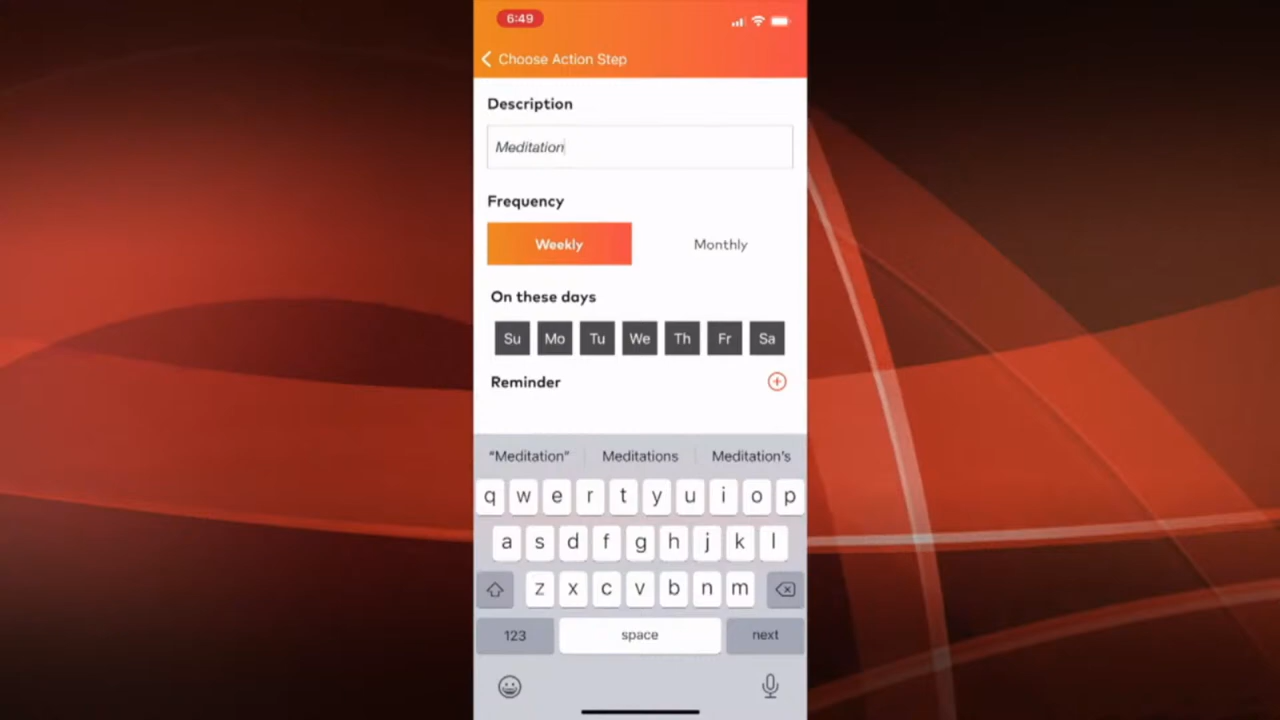 6:49
Choose Action Step
Description
Meditation
Frequency
Weekly Monthly
On these days
Su Mo Tu We Th Fr Sa
Reminder
"Meditation" Meditations Meditation's
q w e r t y u i o p
a s d f g h j k l
z x c v b n m
123 space next